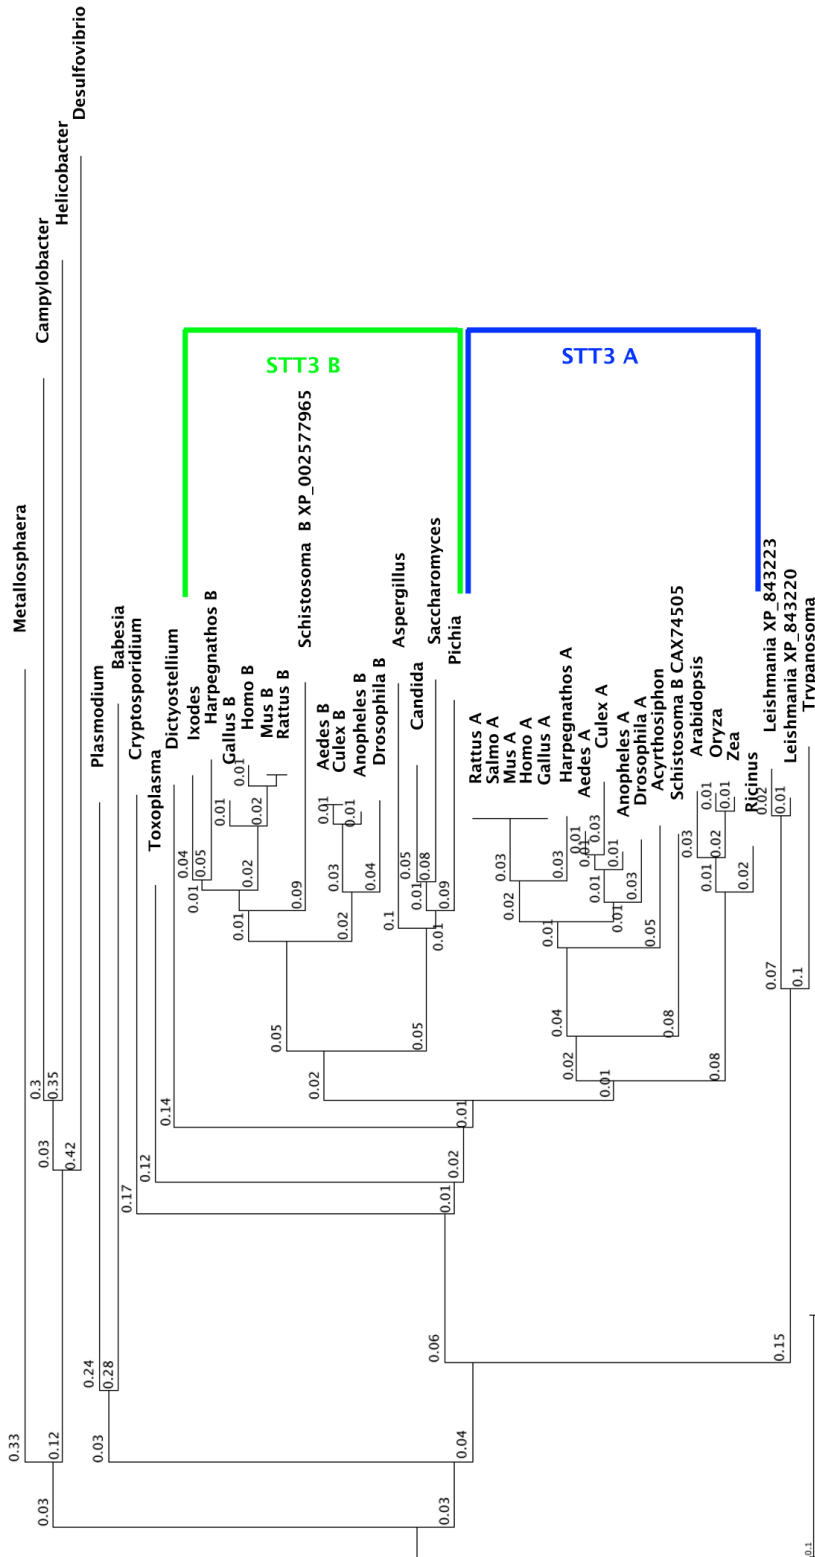 Desulfovibrio
Helicobacter
Campylobacter
Metallosphaera
Plasmodium
Babesia
Cryptosporidium
Toxoplasma
Dictyostellium
Ixodes
Harpegnathos B
Gallus B
Homo B
Mus B
Rattus B
Schistosoma B XP_002577965
Aedes B
Culex B
Anopheles B
Drosophila B
Aspergillus
Candida
Saccharomyces
Pichia
STT3 B
STT3 A
Rattus A
Salmo A
Mus A
Homo A
Gallus A
Harpegnathos A
Aedes A
Culex A
Anopheles A
Drosophila A
Acyrthosiphon
Schistosoma B CAX74505
Arabidopsis
Oryza
Zea
Ricinus
Leishmania XP_843223
Leishmania XP_843220
Trypanosoma
0.33
0.03
0.12
0.03
0.3
0.35
0.42
0.03
0.24
0.28
0.17
0.12
0.14
0.04
0.01
0.05
0.01
0.02
0.02
0.01
0.01
0.09
0.05
0.01
0.03
0.01
0.02
0.04
0.02
0.1
0.05
0.01
0.08
0.01
0.09
0.05
0.01
0.02
0.01
0.06
0.04
0.03
0.03
0.02
0.03
0.01
0.01
0.03
0.01
0.01
0.01
0.03
0.01
0.05
0.04
0.02
0.08
0.01
0.03
0.01
0.01
0.02
0.01
0.02
0.08
0.02
0.01
0.07
0.1
0.15
0.1